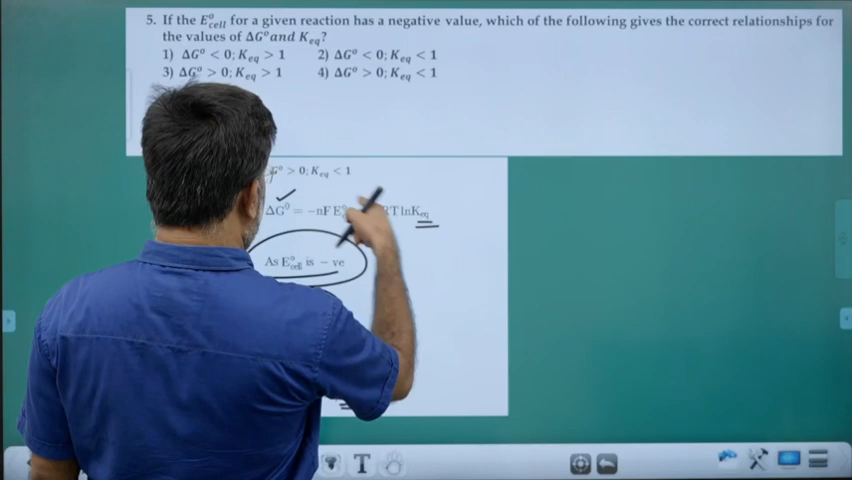 5. If the E°cell for a given reaction has a negative value, which of the following gives the correct relationships for
the values of ΔG° and Keq?
1) ΔG° < 0; Keq > 1 2) ΔG° < 0; Keq < 1
3) ΔG° > 0; Keq > 1 4) ΔG° > 0; Keq < 1
> 0; Keq < 1
ΔG⁰ = −nF E lnKeq
As E°cell is − ve
T